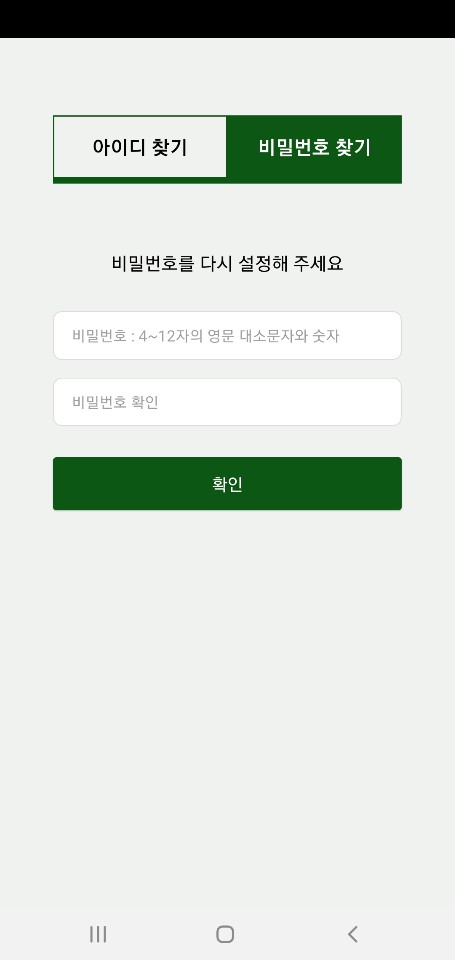 아이디 찾기
비밀번호 찾기
비밀번호를 다시 설정해 주세요
비밀번호 : 4~12자의 영문 대소문자와 숫자
비밀번호 확인
확인